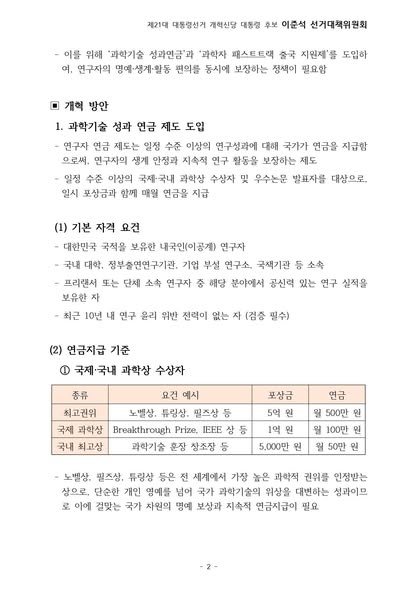 제21대 대통령선거 개혁신당 대통령 후보 이준석 선거대책위원회
- 이를 위해 '과학기술 성과연금'과 '과학자 패스트트랙 출국 지원제'를 도입하
여, 연구자의 명예·생계·활동 편의를 동시에 보장하는 정책이 필요함
▣ 개혁 방안
1. 과학기술 성과 연금 제도 도입
- 연구자 연금 제도는 일정 수준 이상의 연구성과에 대해 국가가 연금을 지급함
으로써, 연구자의 생계 안정과 지속적 연구 활동을 보장하는 제도
- 일정 수준 이상의 국제·국내 과학상 수상자 및 우수논문 발표자를 대상으로,
일시 포상금과 함께 매월 연금을 지급
(1) 기본 자격 요건
- 대한민국 국적을 보유한 내국인(이공계) 연구자
- 국내 대학, 정부출연연구기관, 기업 부설 연구소, 국책기관 등 소속
- 프리랜서 또는 단체 소속 연구자 중 해당 분야에서 공신력 있는 연구 실적을
보유한 자
- 최근 10년 내 연구 윤리 위반 전력이 없는 자 (검증 필수)
(2) 연금지급 기준
① 국제·국내 과학상 수상자
종류 요건 예시 포상금 연금
최고권위 노벨상, 튜링상, 필즈상 등 5억 원 월 500만 원
국제 과학상 Breakthrough Prize, IEEE 상 등 1억 원 월 100만 원
국내 최고상 과학기술 훈장 창조장 등 5,000만 원 월 50만 원
- 노벨상, 필즈상, 튜링상 등은 전 세계에서 가장 높은 과학적 권위를 인정받는
상으로, 단순한 개인 영예를 넘어 국가 과학기술의 위상을 대변하는 성과이므
로 이에 걸맞는 국가 차원의 명예 보상과 지속적 연금지급이 필요
- 2 -